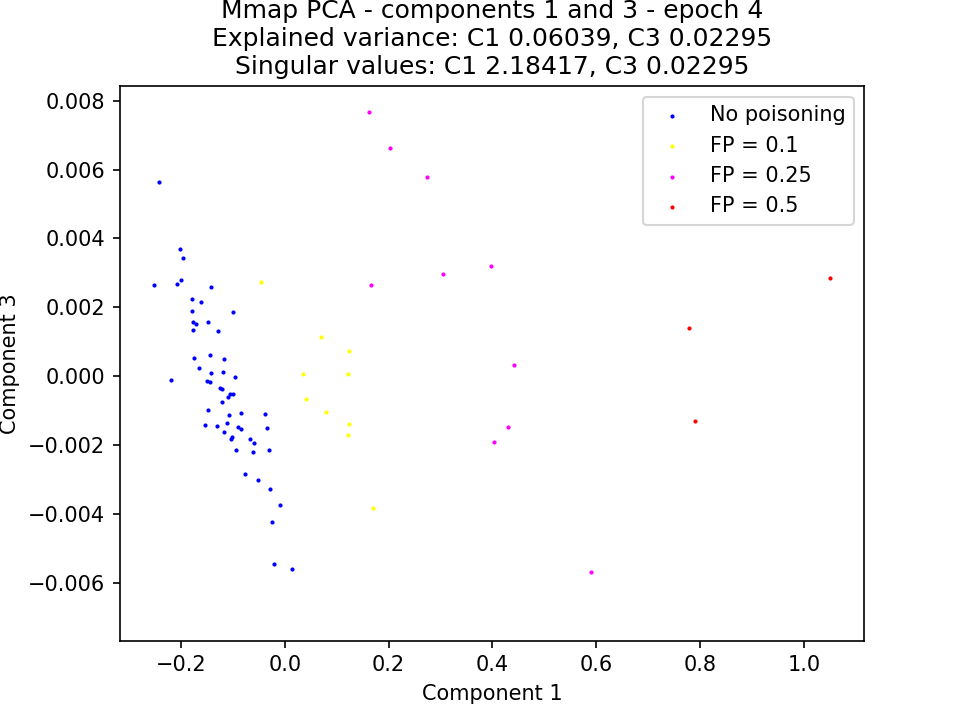 Mmap PCA - components 1 and 3 - epoch 4
Explained variance: C1 0.06039, C3 0.02295
Singular values: C1 2.18417, C3 0.02295
No poisoning
FP = 0.1
FP = 0.25
FP = 0.5
0.008
0.006
0.004
0.002
0.000
−0.002
−0.004
−0.006
Component 3
−0.2 0.0 0.2 0.4 0.6 0.8 1.0
Component 1